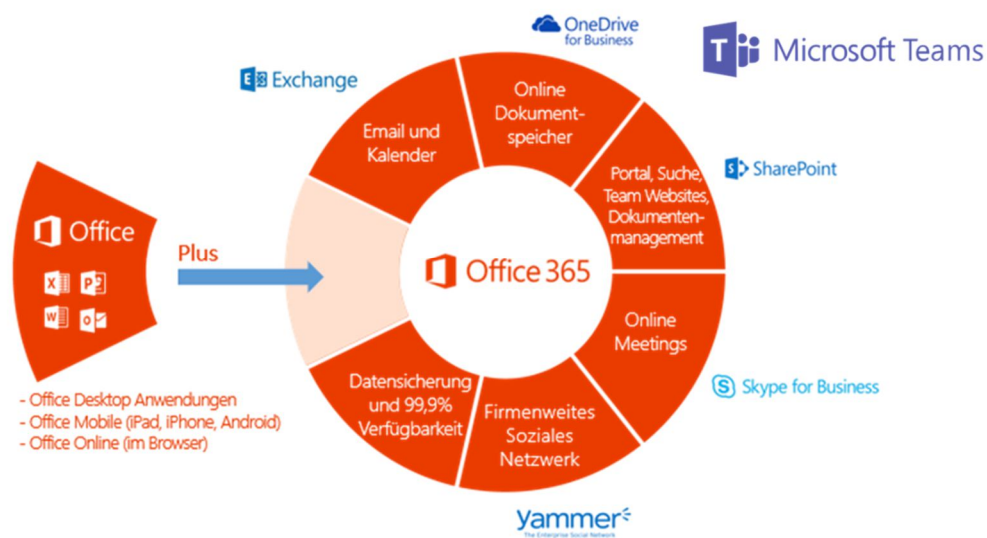 OneDrive
for Business
Microsoft Teams
Exchange
Online
Dokument-
speicher
Email und
Kalender
SharePoint
Portal, Suche,
Team Websites,
Dokumenten-
management
Office
Plus
Office 365
Online
Meetings
Datensicherung
und 99,9%
Verfügbarkeit
Skype for Business
- Office Desktop Anwendungen
- Office Mobile (iPad, iPhone, Android)
- Office Online (im Browser)
Firmenweites
Soziales
Netzwerk
yammer
The Enterprise Social Network